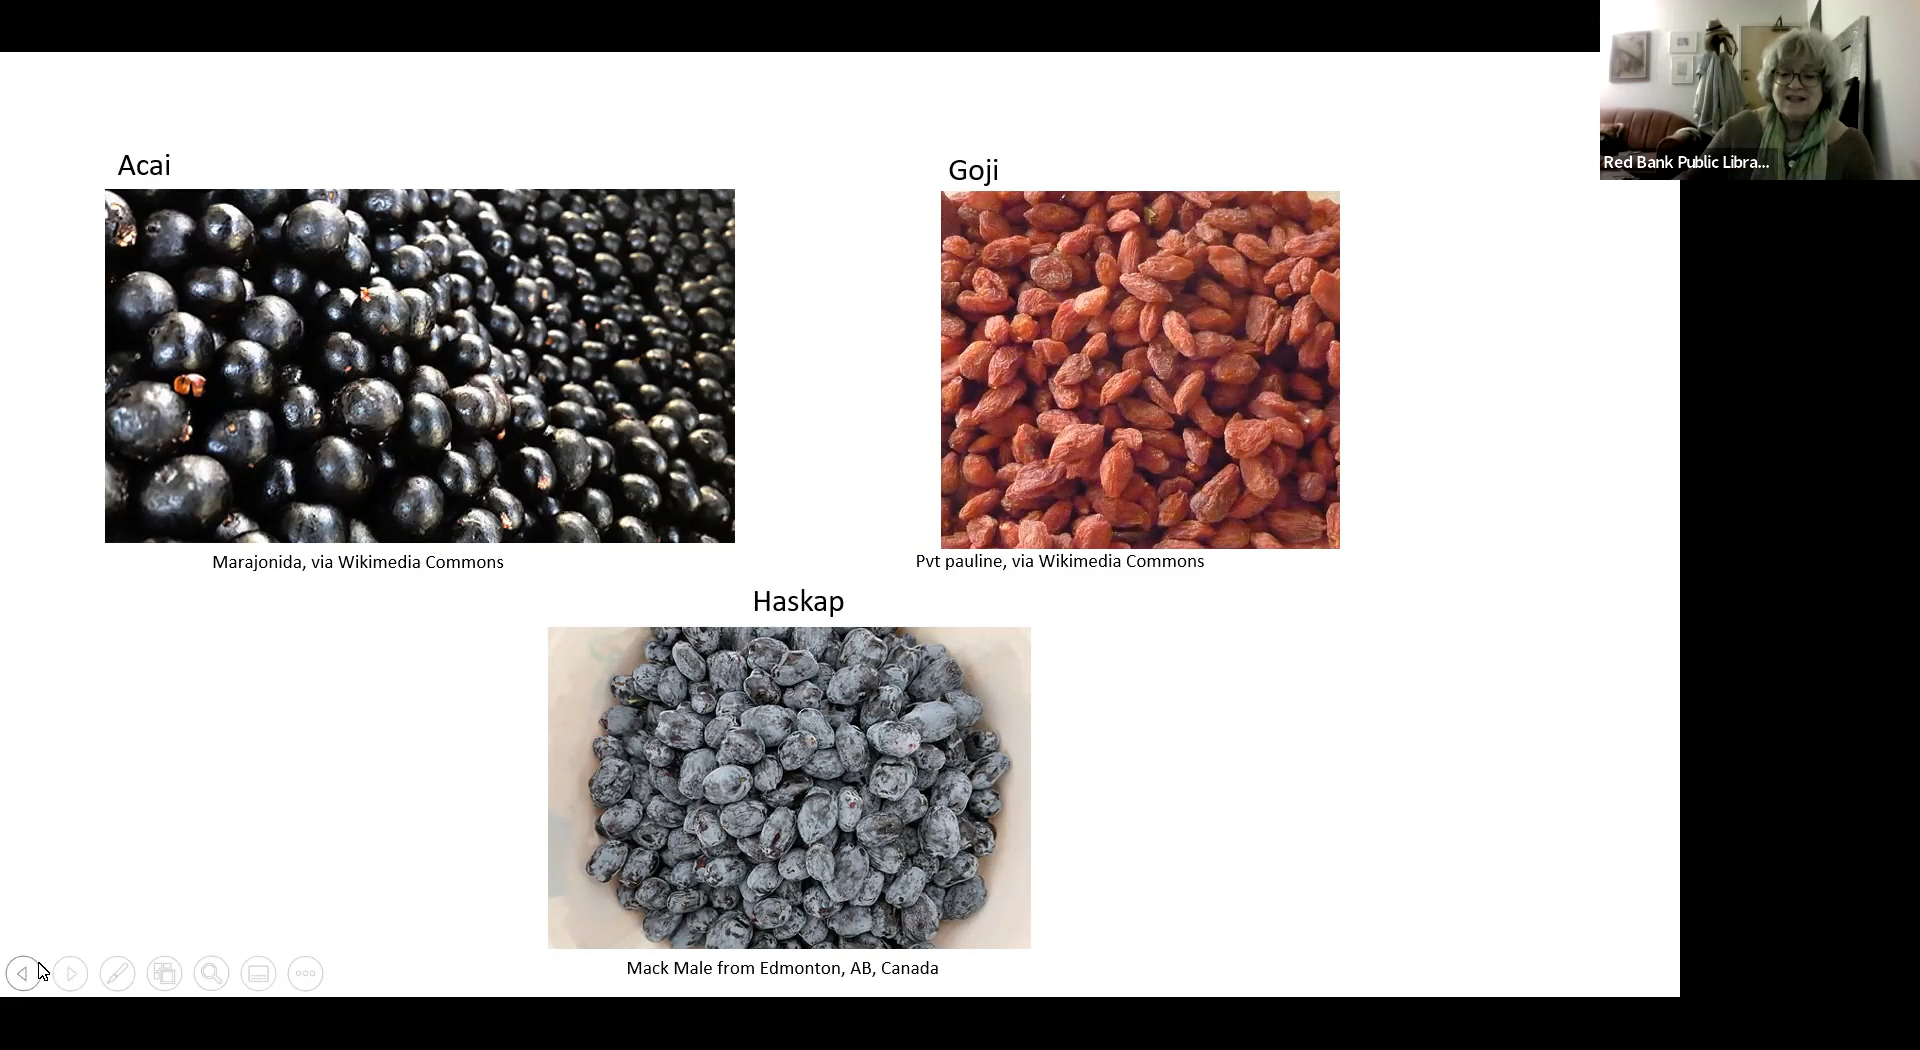 Acai
Goji
Red Bank Public Libra...
Marajonida, via Wikimedia Commons
Pvt pauline, via Wikimedia Commons
Haskap
Mack Male from Edmonton, AB, Canada